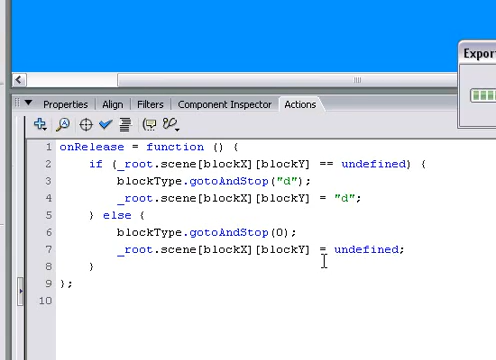 Export
Properties Align Filters Component Inspector Actions
1 onRelease = function () {
2 if (_root.scene[blockX][blockY] == undefined) {
3 blockType.gotoAndStop("d");
4 _root.scene[blockX][blockY] = "d";
5 } else {
6 blockType.gotoAndStop(0);
7 _root.scene[blockX][blockY] = undefined;
8 }
9 };
10